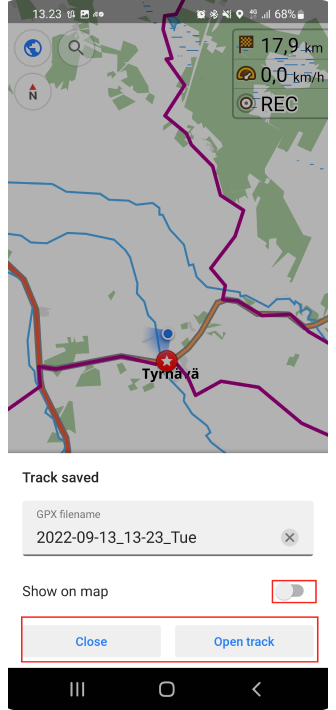 13.23 4G 68%
17,9 km
0,0 km/h
N
REC
Tyrnävä
Track saved
GPX filename
2022-09-13_13-23_Tue
Show on map
Close Open track